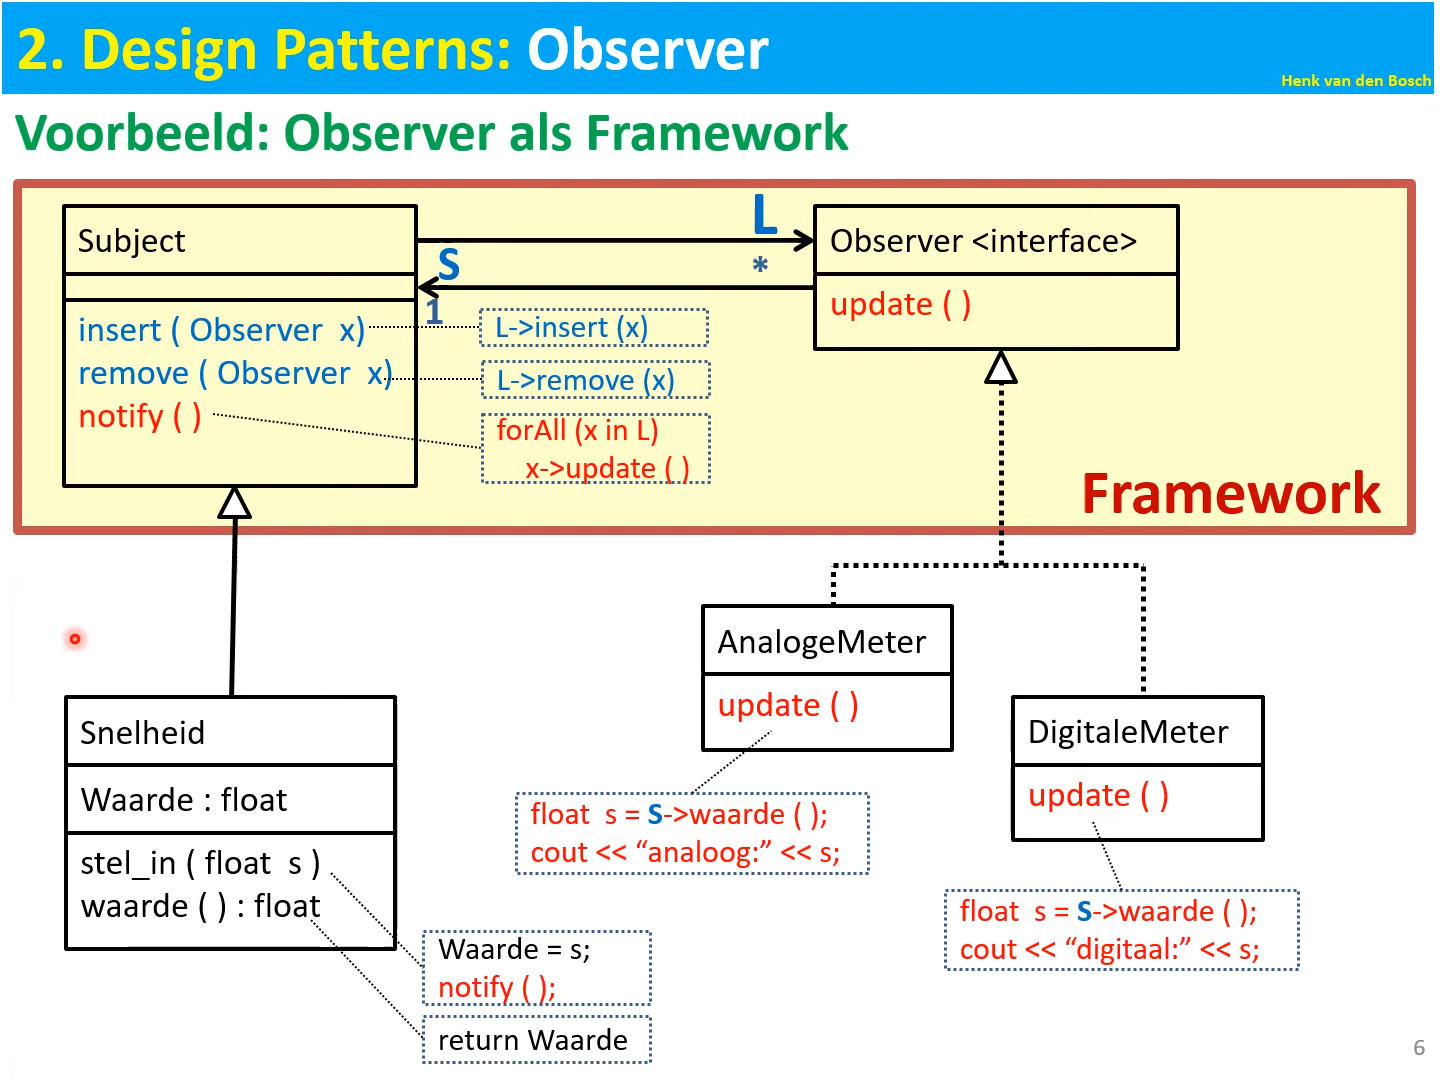 2. Design Patterns: Observer
Henk van den Bosch
Voorbeeld: Observer als Framework
Subject
insert ( Observer x)
remove ( Observer x)
notify ( )
L
S
*
1
L->insert (x)
L->remove (x)
forAll (x in L)
x->update ( )
Observer <interface>
update ( )
Framework
Snelheid
Waarde : float
stel_in ( float s )
waarde ( ) : float
Waarde = s;
notify ( );
return Waarde
AnalogeMeter
update ( )
float s = S->waarde ( );
cout << “analoog:” << s;
DigitaleMeter
update ( )
float s = S->waarde ( );
cout << “digitaal:” << s;
6